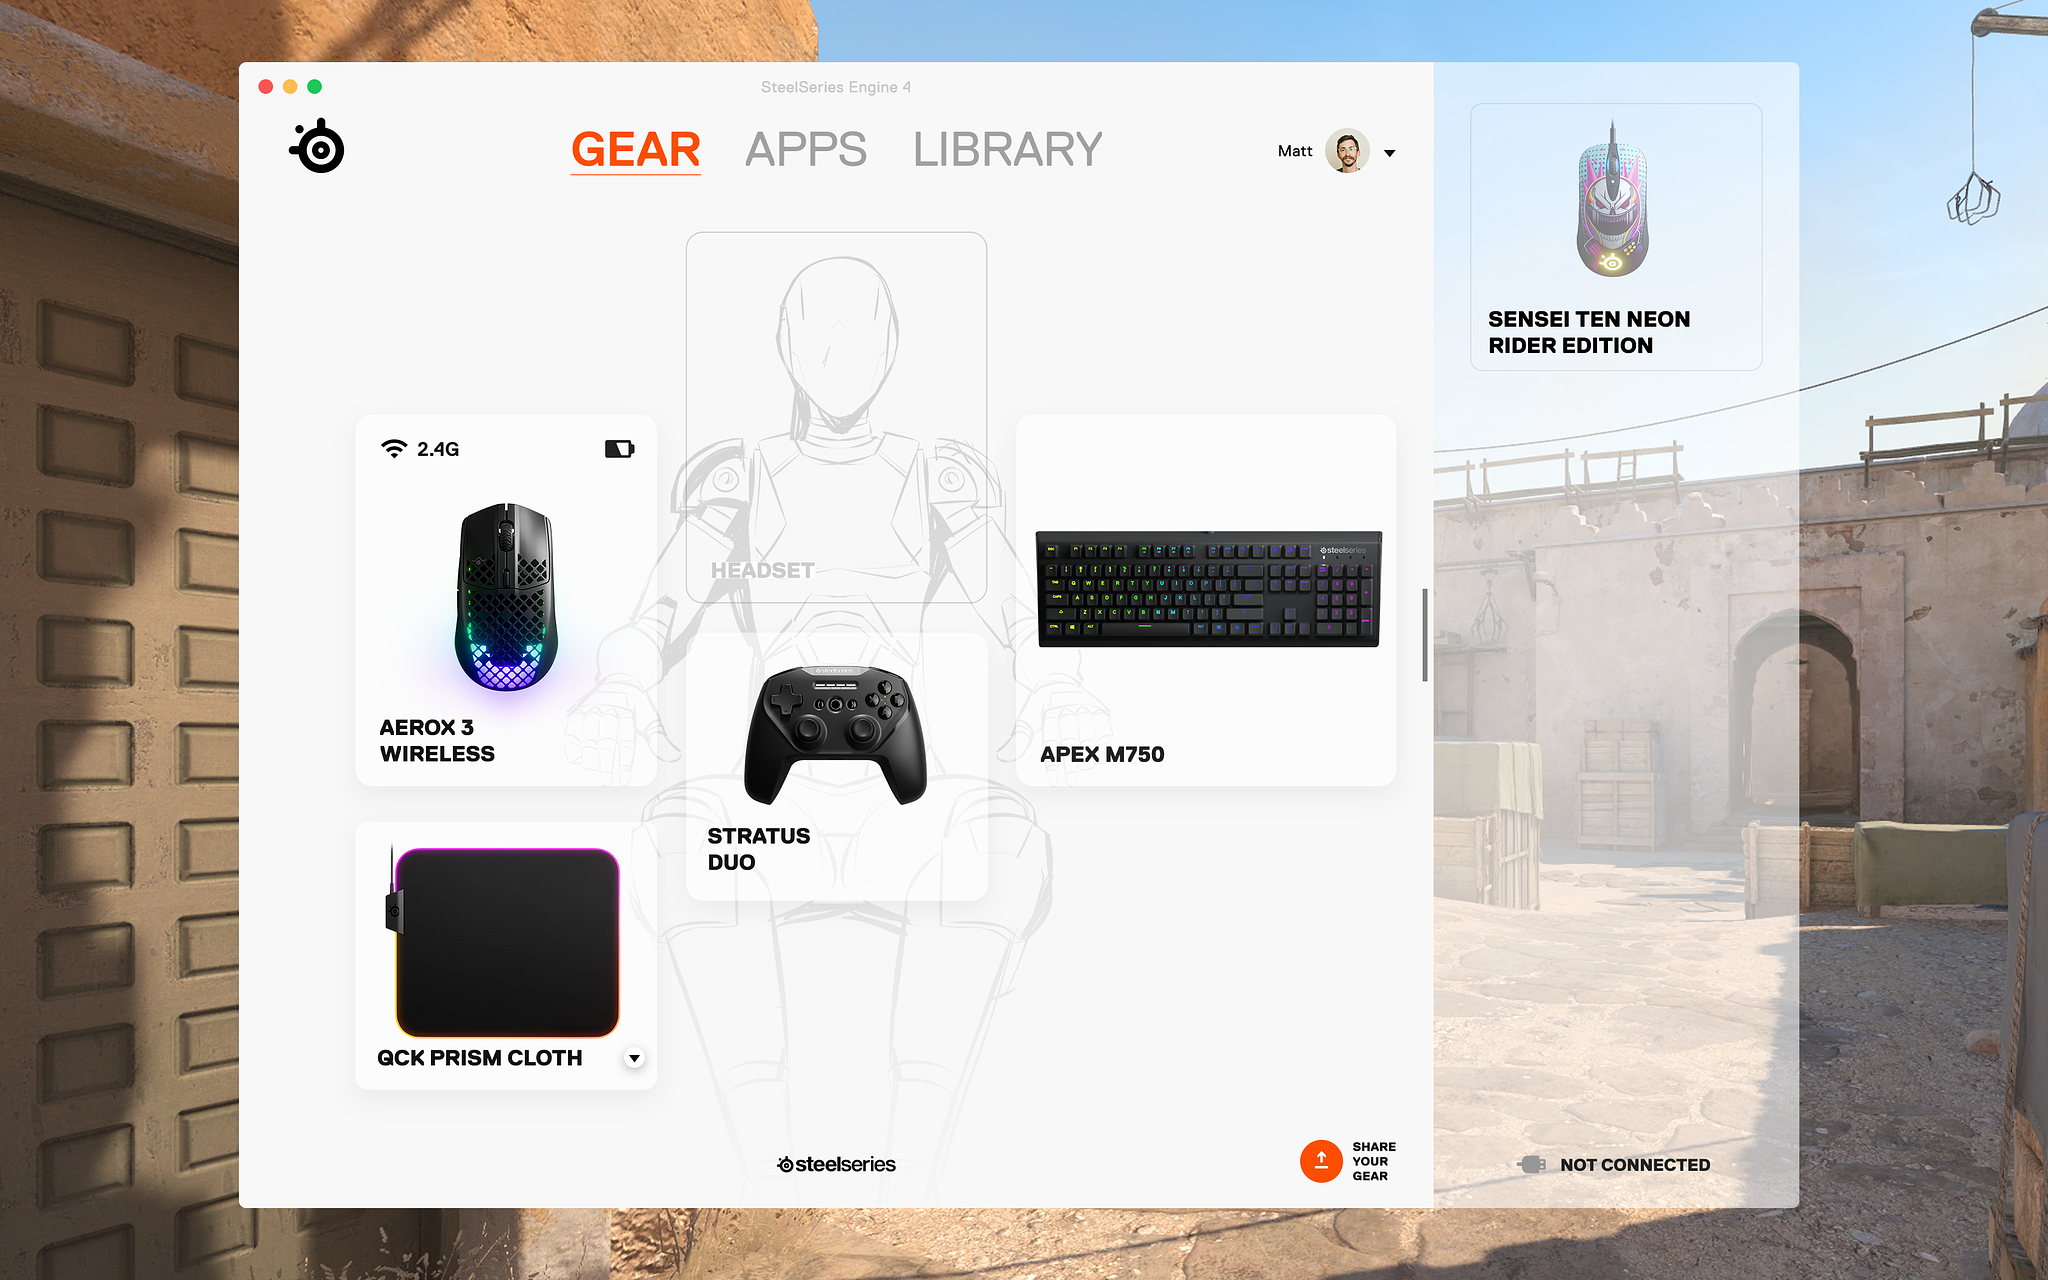 SteelSeries Engine 4
GEAR
APPS
LIBRARY
Matt
SENSEI TEN NEON
RIDER EDITION
2.4G
HEADSET
steelseries
AEROX 3
WIRELESS
APEX M750
STRATUS
DUO
QCK PRISM CLOTH
steelseries
SHARE
YOUR
GEAR
NOT CONNECTED